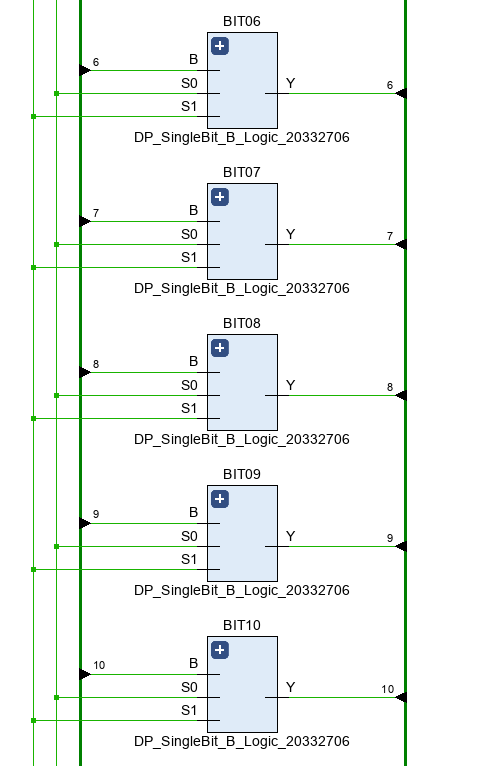 BIT06
6 B
S0 Y 6
S1
DP_SingleBit_B_Logic_20332706
BIT07
7 B
S0 Y 7
S1
DP_SingleBit_B_Logic_20332706
BIT08
8 B
S0 Y 8
S1
DP_SingleBit_B_Logic_20332706
BIT09
9 B
S0 Y 9
S1
DP_SingleBit_B_Logic_20332706
BIT10
10 B
S0 Y 10
S1
DP_SingleBit_B_Logic_20332706